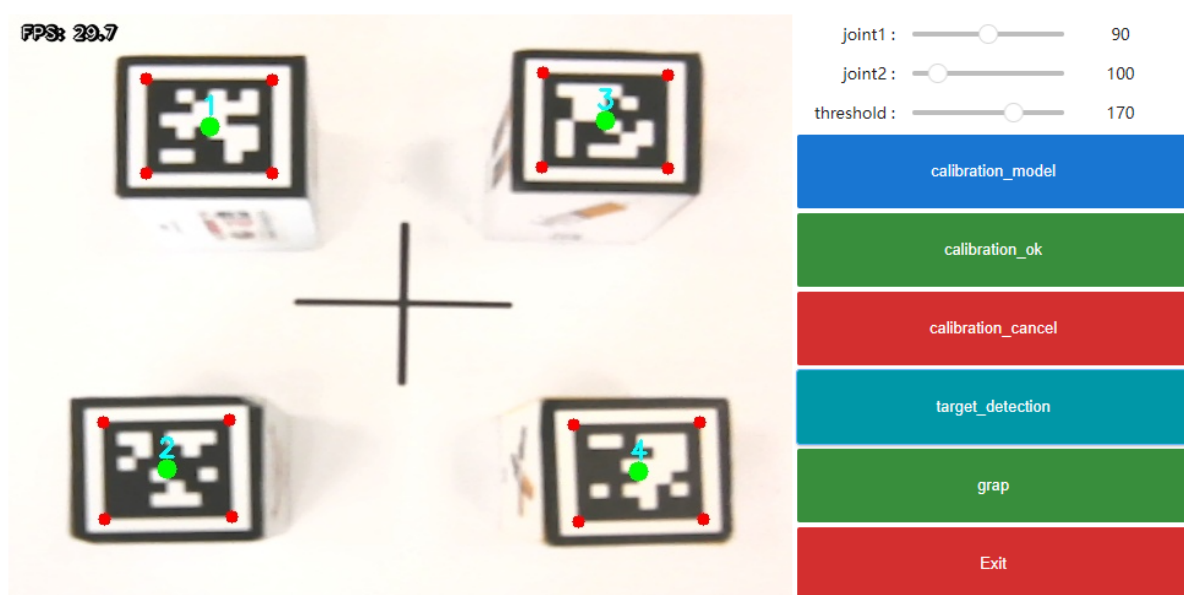 FPS: 29.7
1
3
2
4
joint1 :
90
joint2 :
100
threshold :
170
calibration_model
calibration_ok
calibration_cancel
target_detection
grap
Exit